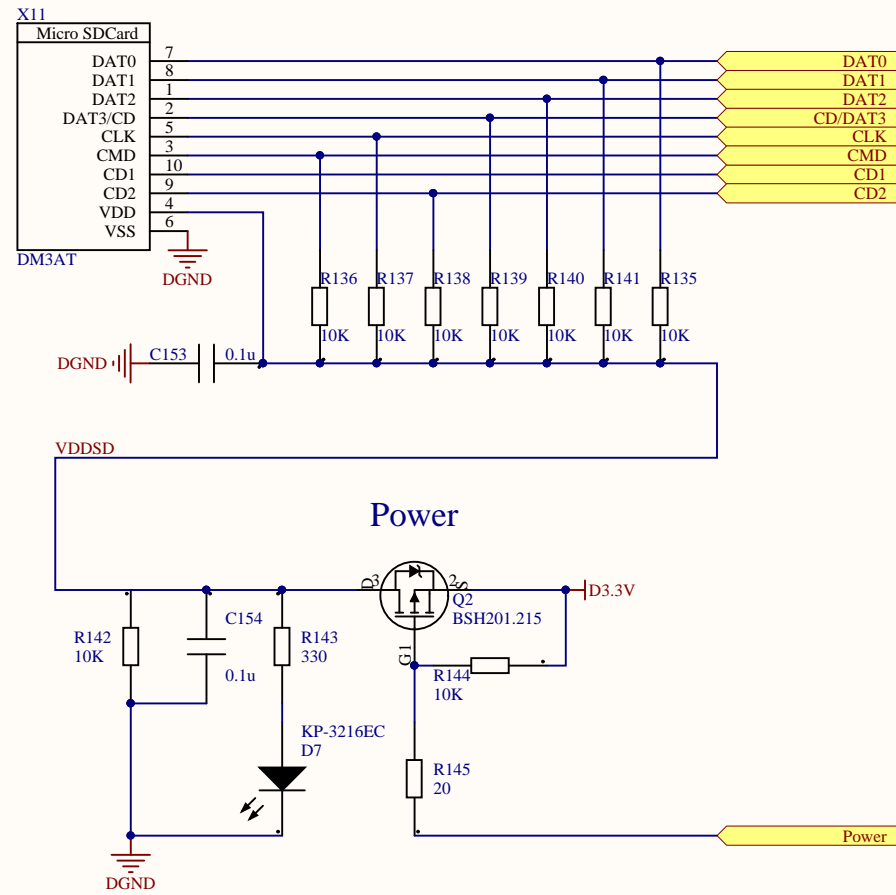 X11
Micro SDCard
DAT0 7 DAT0
DAT1 8 DAT1
DAT2 1 DAT2
DAT3/CD 2 CD/DAT3
CLK 5 CLK
CMD 3 CMD
CD1 10 CD1
CD2 9 CD2
VDD 4
VSS 6
DM3AT
DGND
R136 R137 R138 R139 R140 R141 R135
10K 10K 10K 10K 10K 10K 10K
DGND C153 0.1u
VDDSD
Power
D 3 2 S D3.3V
Q2
BSH201.215
C154
R142
10K
R143
330
G1
0.1u
R144
10K
KP-3216EC
D7
R145
20
Power
DGND